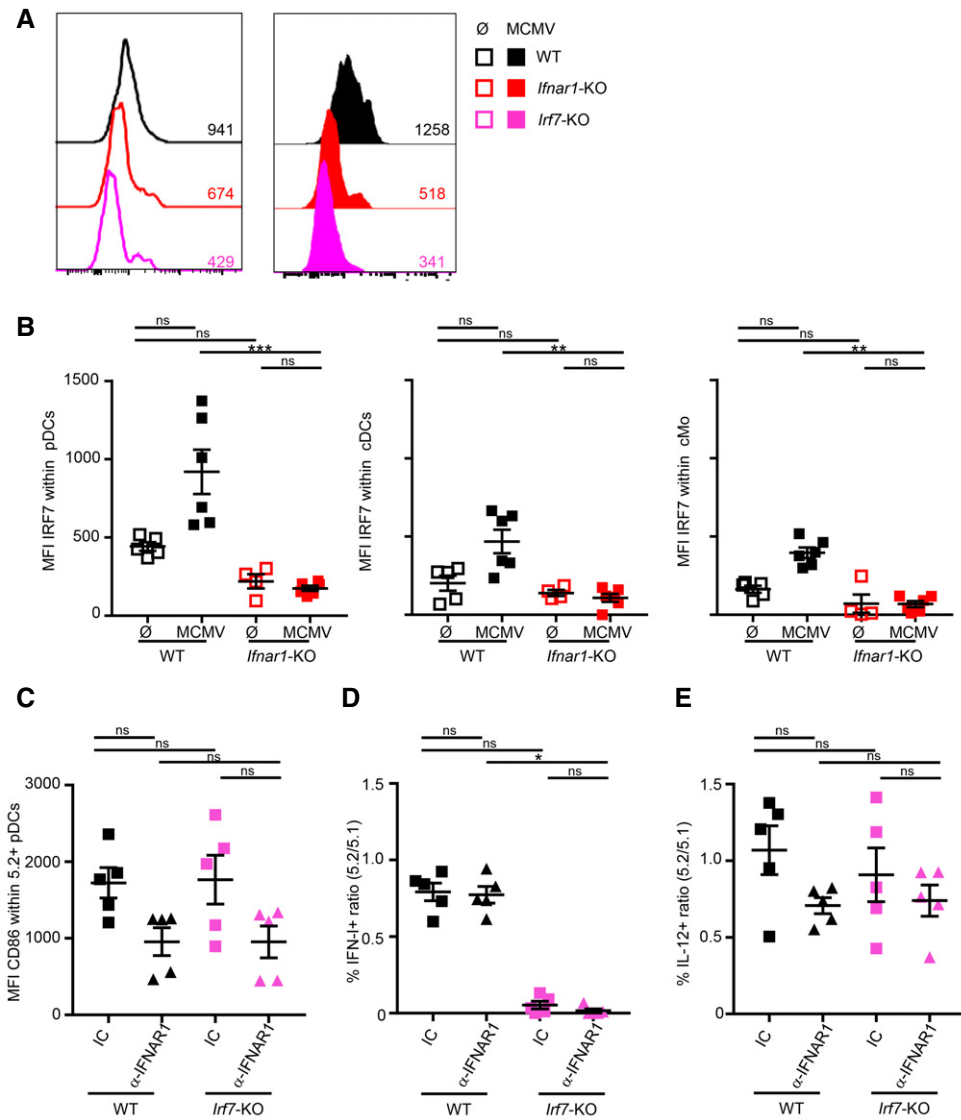 A
Ø MCMV
WT
Ifnar1-KO
Irf7-KO
941
674
429
1258
518
341
B
ns
ns
***
ns
MFI IRF7 within pDCs
1500
1000
500
0
Ø MCMV Ø MCMV
WT Ifnar1-KO
ns
ns
**
ns
MFI IRF7 within cDCs
Ø MCMV Ø MCMV
WT Ifnar1-KO
ns
ns
**
ns
MFI IRF7 within cMo
Ø MCMV Ø MCMV
WT Ifnar1-KO
C
ns
ns
ns
ns
MFI CD86 within 5.2+ pDCs
3000
2000
1000
0
IC α-IFNAR1 IC α-IFNAR1
WT Irf7-KO
D
ns
ns
*
ns
% IFN-I+ ratio (5.2/5.1)
1.5
1.0
0.5
0.0
IC α-IFNAR1 IC α-IFNAR1
WT Irf7-KO
E
ns
ns
ns
ns
% IL-12+ ratio (5.2/5.1)
1.5
1.0
0.5
0.0
IC α-IFNAR1 IC α-IFNAR1
WT Irf7-KO